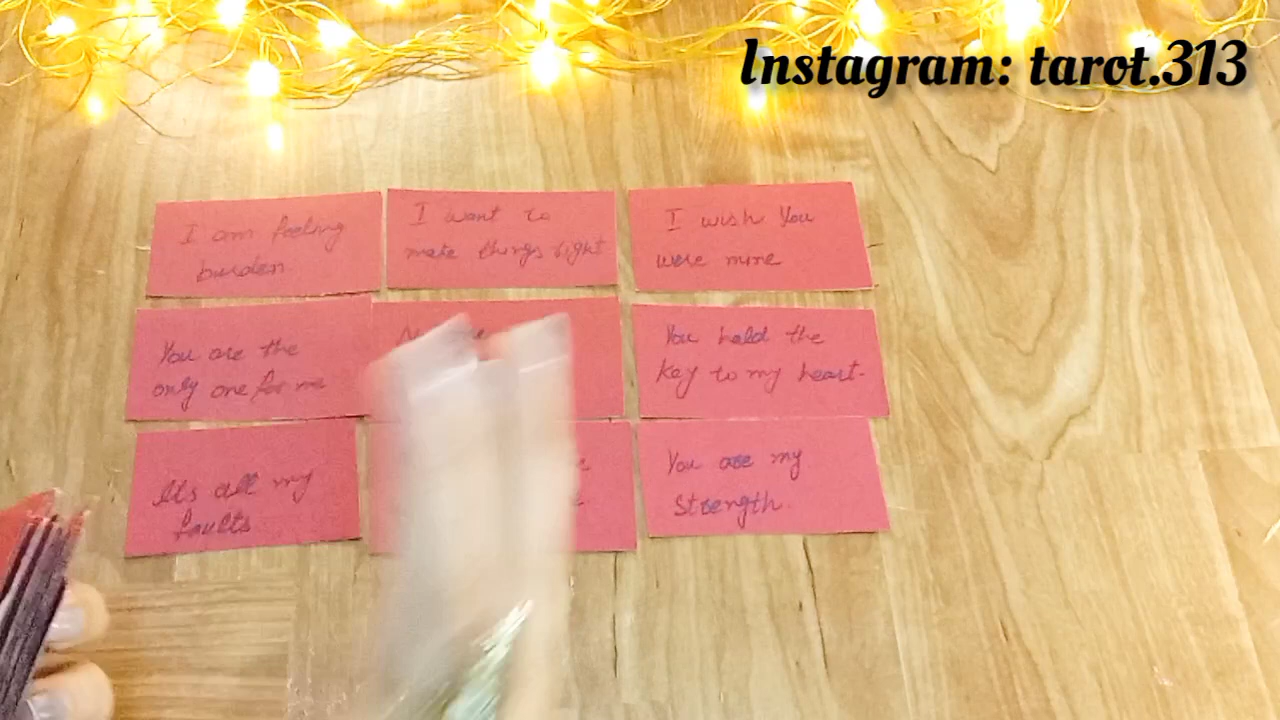 Instagram: tarot.313
I am feeling
burden
I want to
make things right
I wish You
were mine
You are the
only one for me
You hold the
key to my heart.
Its all my
faults
You are my
strength.